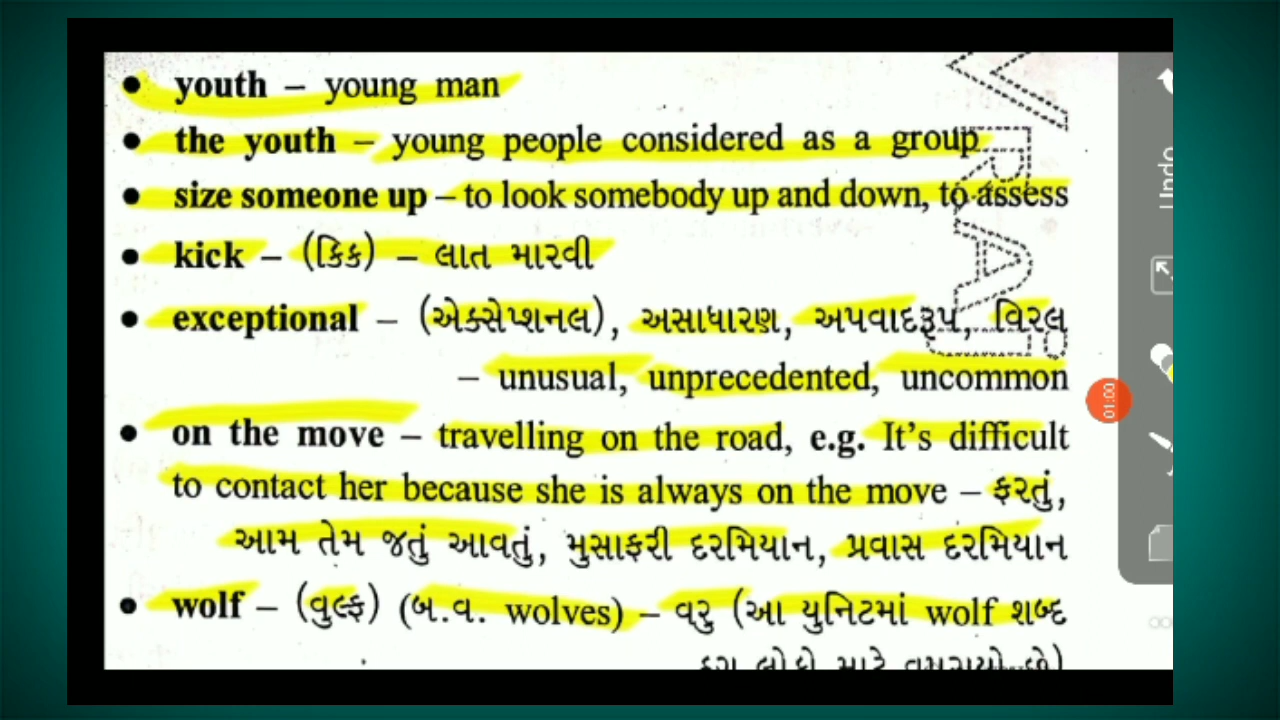 • youth – young man
• the youth – young people considered as a group
• size someone up – to look somebody up and down, to assess
• kick – (કિક) – લાત મારવી
• exceptional – (એક્સેપ્શનલ), અસાધારણ, અપવાદરૂપ, વિરલ
– unusual, unprecedented, uncommon
• on the move – travelling on the road, e.g. It's difficult
to contact her because she is always on the move – ફરતું,
આમ તેમ જતું આવતું, મુસાફરી દરમિયાન, પ્રવાસ દરમિયાન
• wolf – (વુલ્ફ) (બ.વ. wolves) – વરુ (આ યુનિટમાં wolf શબ્દ
Undo
01:00